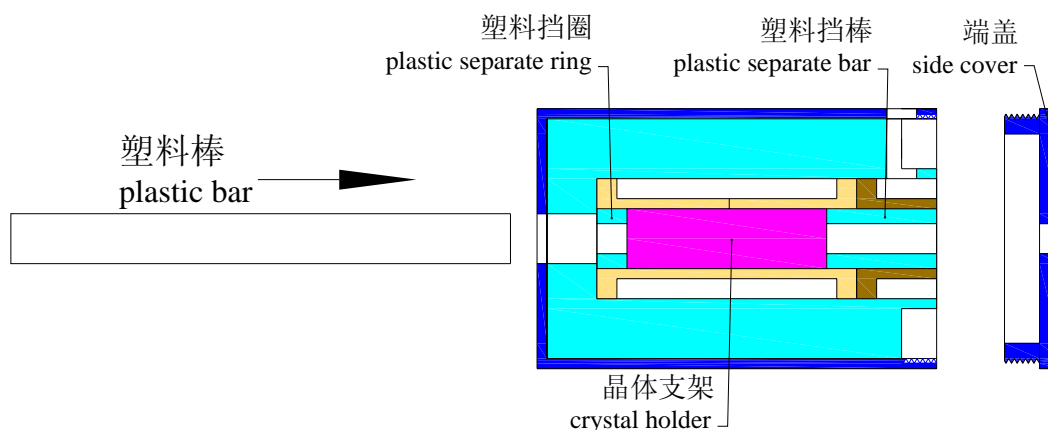 塑料挡圈
plastic separate ring
塑料挡棒
plastic separate bar
端盖
side cover
塑料棒
plastic bar
晶体支架
crystal holder